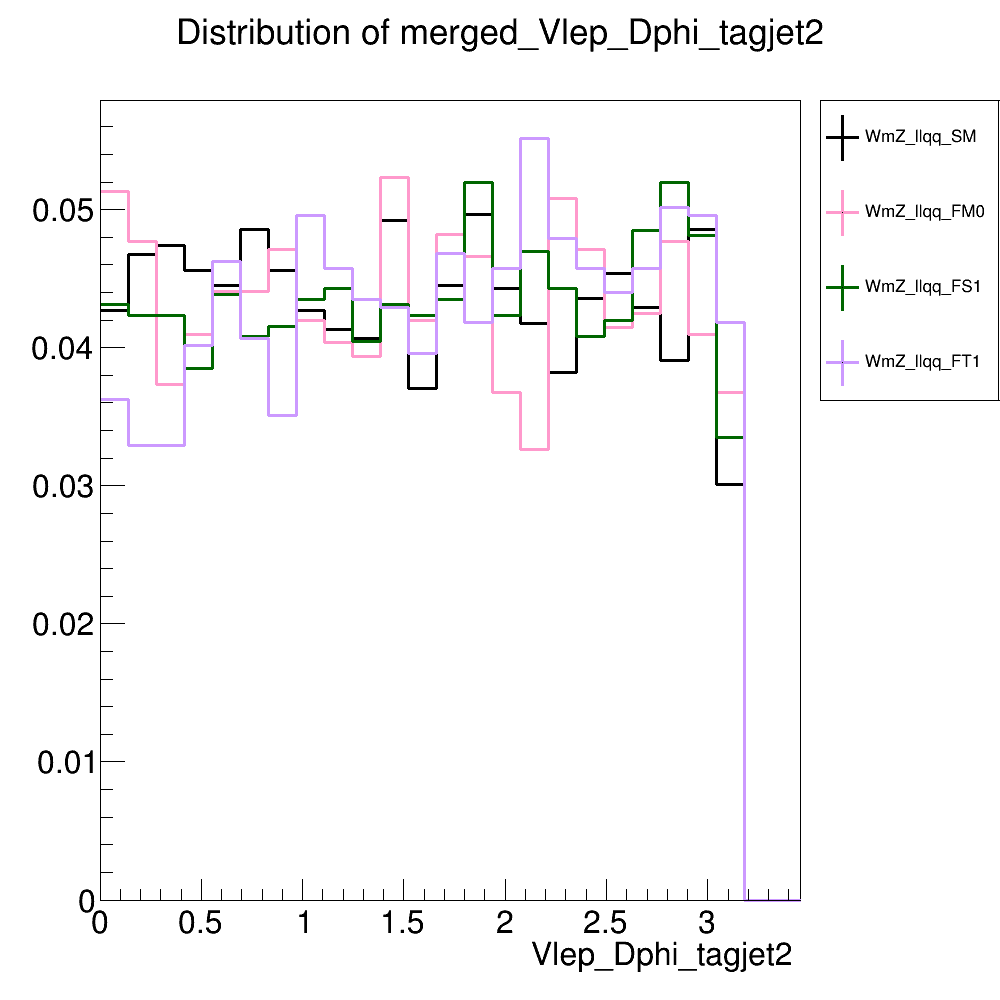 Distribution of merged_Vlep_Dphi_tagjet2
WmZ_llqq_SM
WmZ_llqq_FM0
WmZ_llqq_FS1
WmZ_llqq_FT1
0.05
0.04
0.03
0.02
0.01
0
0 0.5 1 1.5 2 2.5 3
Vlep_Dphi_tagjet2